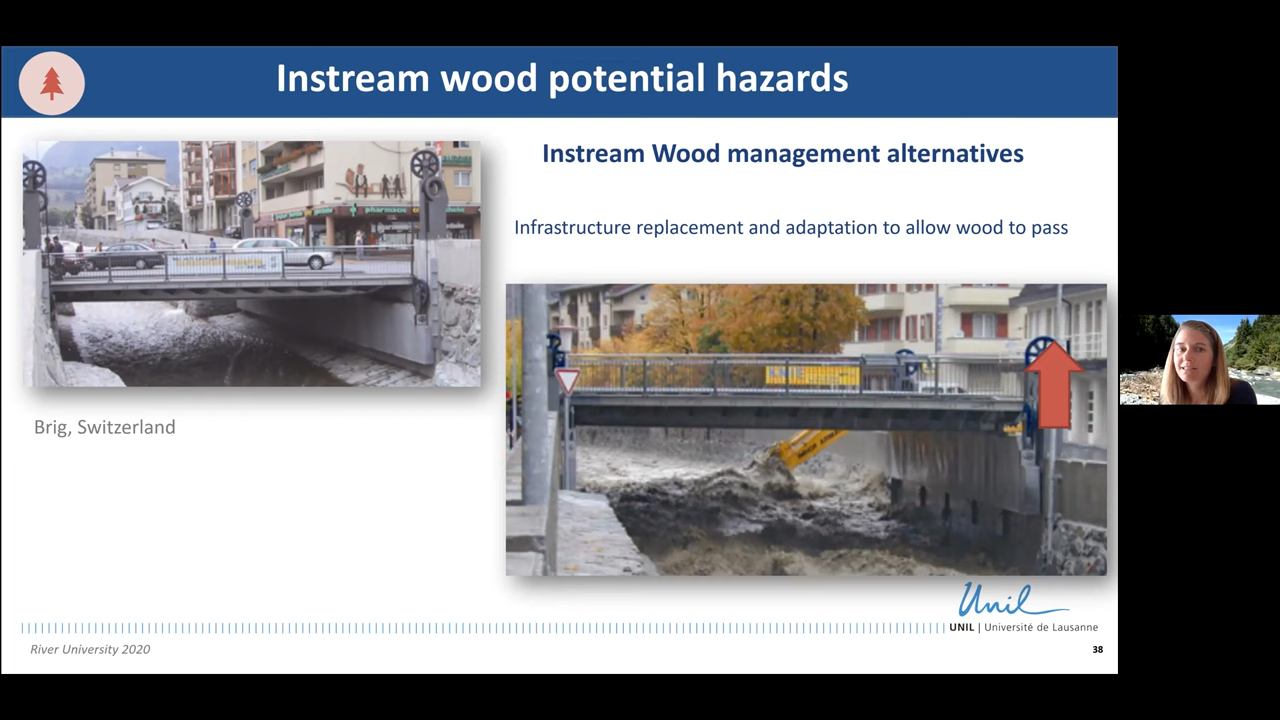 Instream wood potential hazards
Instream Wood management alternatives
Infrastructure replacement and adaptation to allow wood to pass
Brig, Switzerland
Unil
UNIL | Université de Lausanne
River University 2020
38